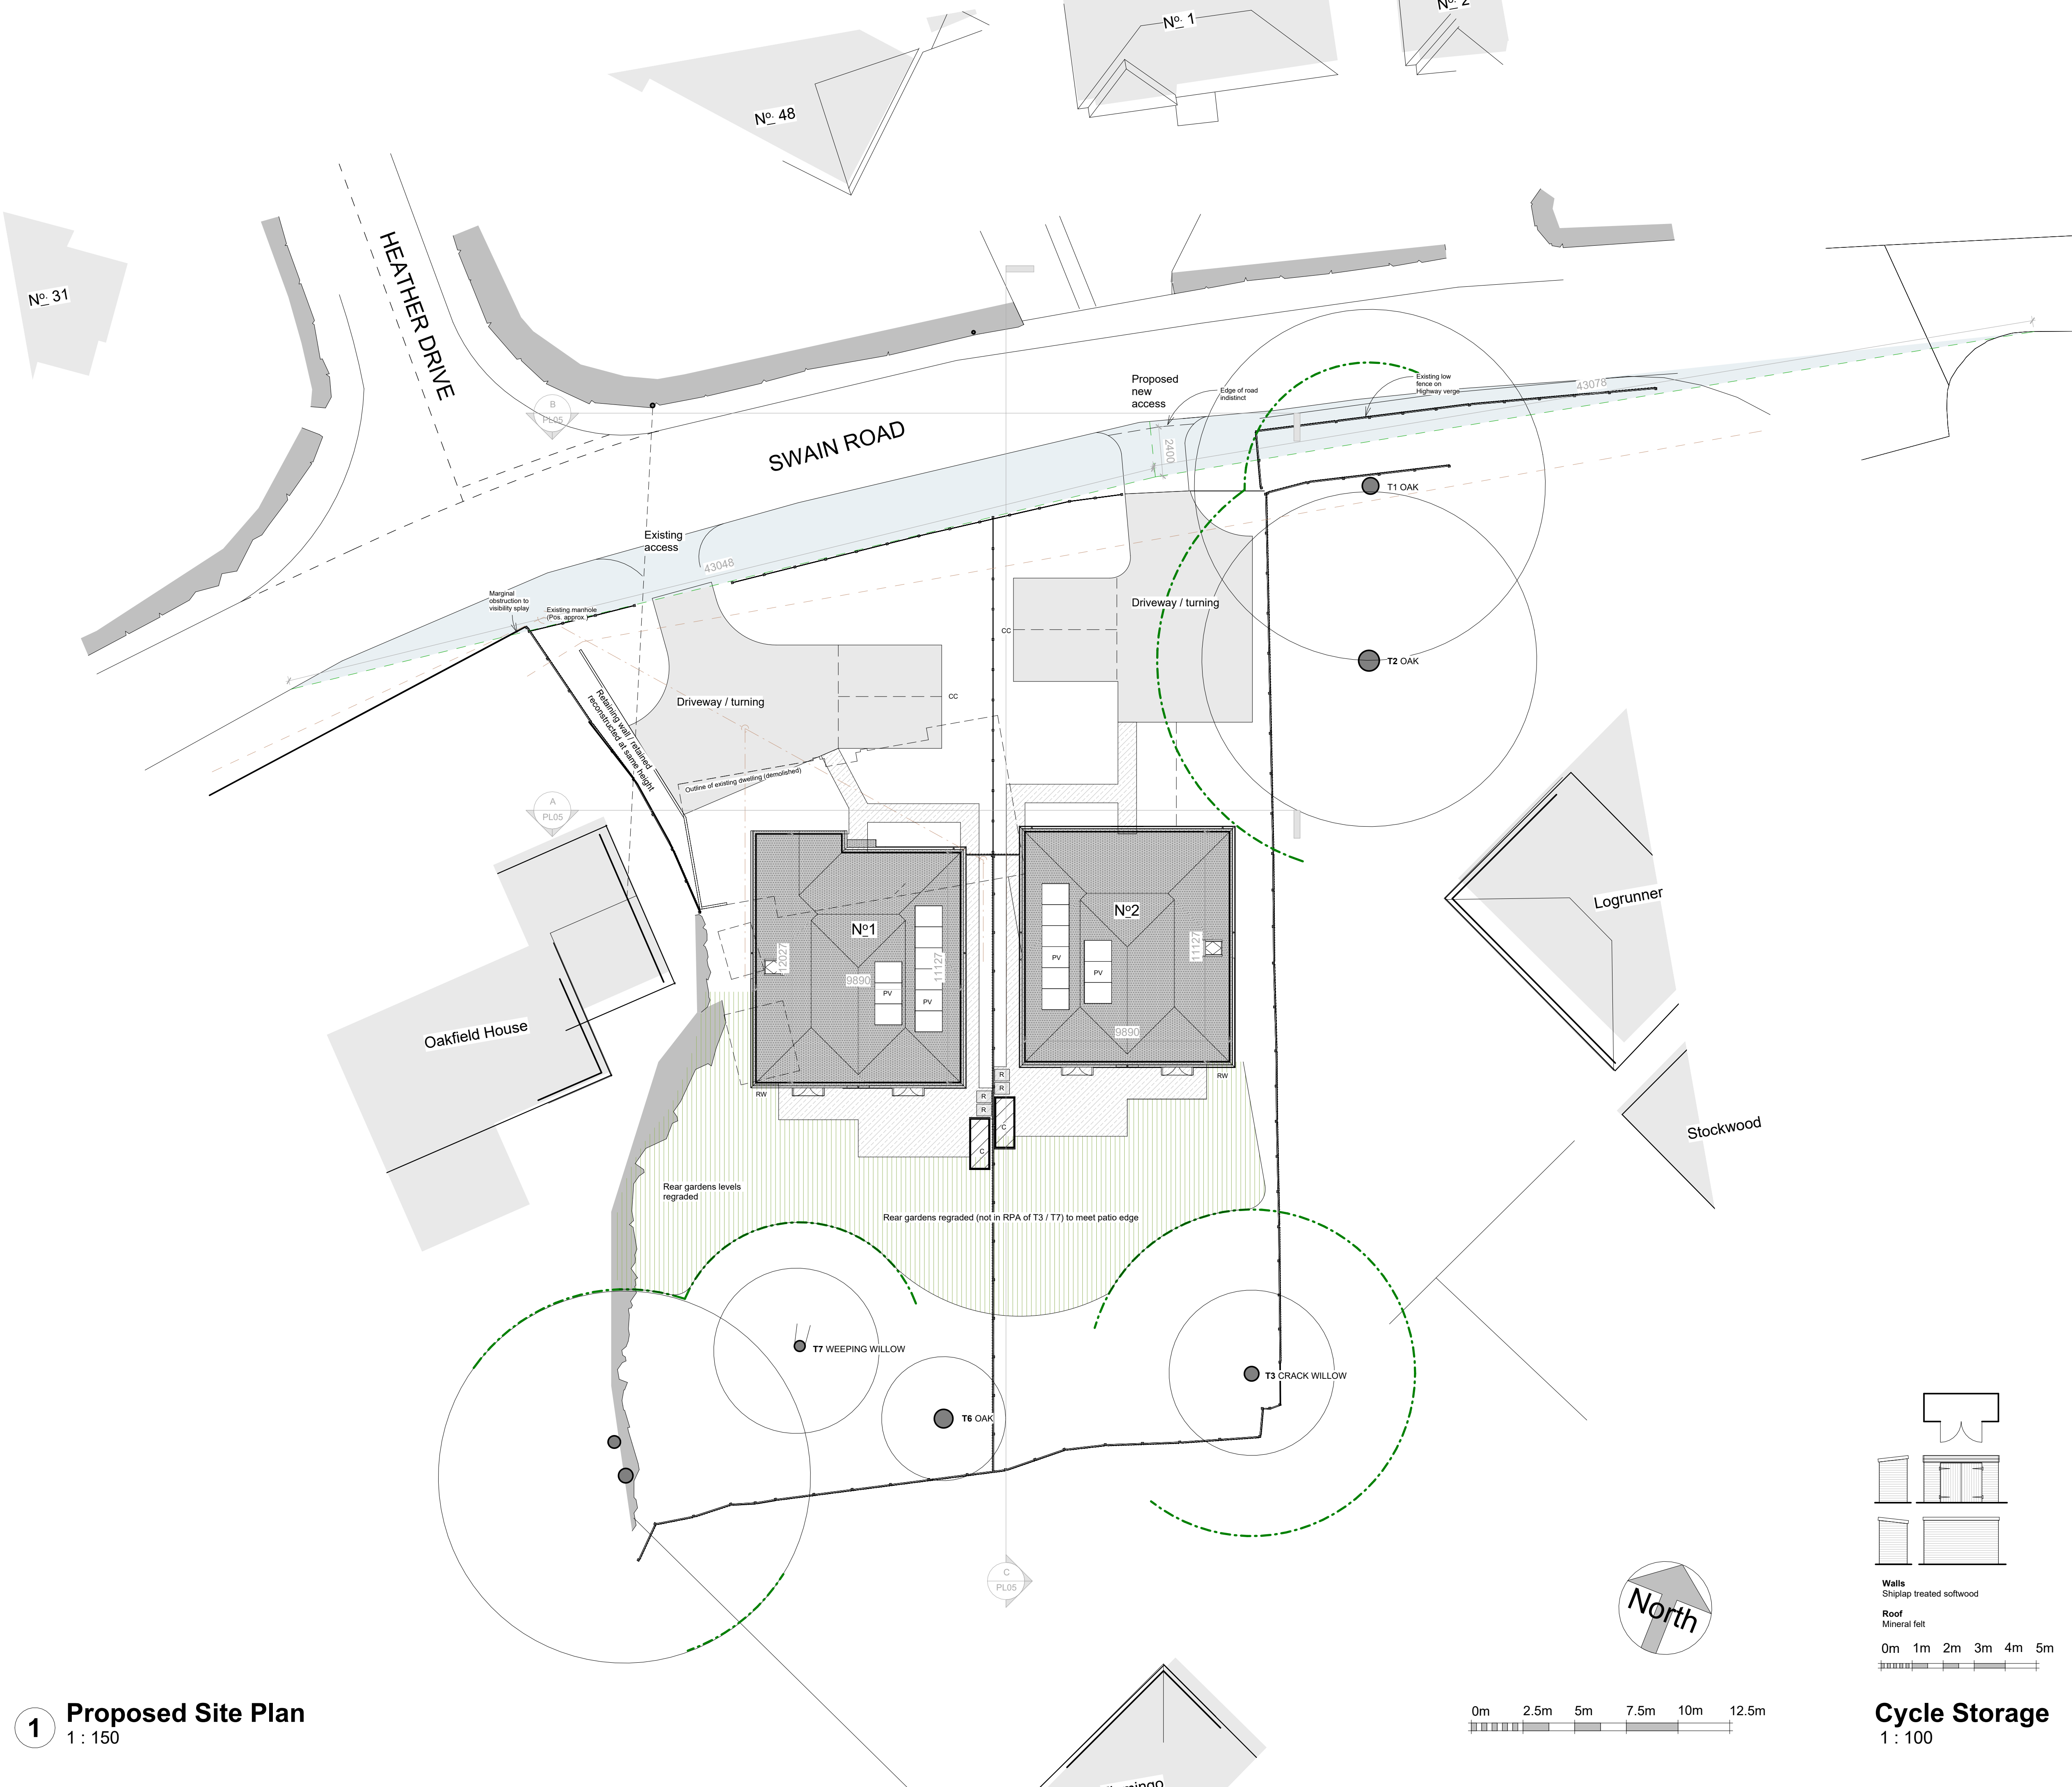 Nº. 1
Nº. 2
Nº. 48
Nº. 31
HEATHER DRIVE
SWAIN ROAD
B
PL05
Proposed
new
access
Edge of road
indistinct
Existing low
fence on
Highway verge
43078
2400
T1 OAK
Existing
access
43048
Marginal
obstruction to
visibility splay
Existing manhole
(Pos. approx.)
Driveway / turning
CC
T2 OAK
Retaining wall / retained
reconstructed at same height
Driveway / turning
CC
Outline of existing dwelling (demolished)
A
PL05
Logrunner
Nº1
Nº2
12027
9890
11127
PV
PV
PV
PV
11127
9890
Oakfield House
Stockwood
RW
R
R
R
R
RW
C
C
Rear gardens levels
regraded
Rear gardens regraded (not in RPA of T3 / T7) to meet patio edge
T7 WEEPING WILLOW
T3 CRACK WILLOW
T6 OAK
C
PL05
North
Walls
Shiplap treated softwood
Roof
Mineral felt
0m 1m 2m 3m 4m 5m
1
Proposed Site Plan
1 : 150
0m 2.5m 5m 7.5m 10m 12.5m
Cycle Storage
1 : 100